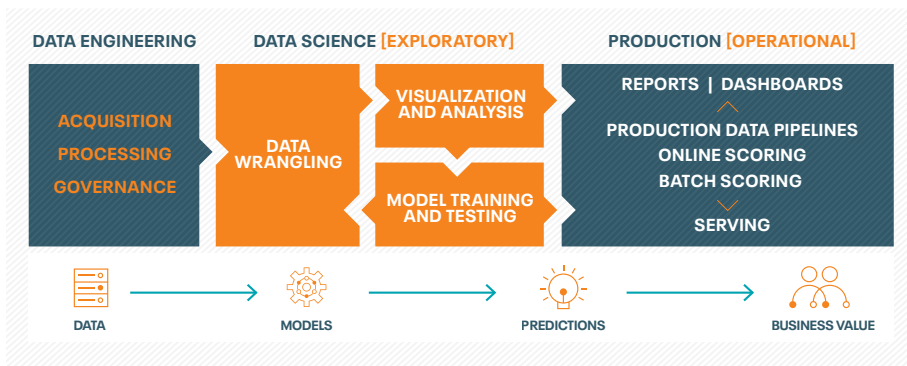 DATA ENGINEERING
DATA SCIENCE [EXPLORATORY]
PRODUCTION [OPERATIONAL]
ACQUISITION
PROCESSING
GOVERNANCE
DATA
WRANGLING
VISUALIZATION
AND ANALYSIS
MODEL TRAINING
AND TESTING
REPORTS | DASHBOARDS
PRODUCTION DATA PIPELINES
ONLINE SCORING
BATCH SCORING
SERVING
DATA
MODELS
PREDICTIONS
BUSINESS VALUE